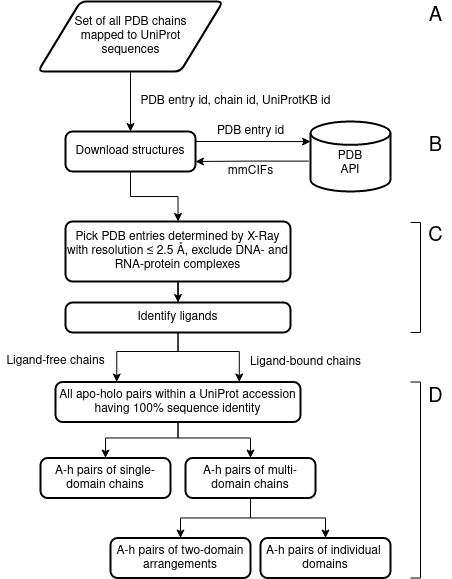 A
Set of all PDB chains
mapped to UniProt
sequences
PDB entry id, chain id, UniProtKB id
B
Download structures
PDB entry id
mmCIFs
PDB
API
C
Pick PDB entries determined by X-Ray
with resolution ≤ 2.5 Å, exclude DNA- and
RNA-protein complexes
Identify ligands
Ligand-free chains
Ligand-bound chains
D
All apo-holo pairs within a UniProt accession
having 100% sequence identity
A-h pairs of single-
domain chains
A-h pairs of multi-
domain chains
A-h pairs of two-domain
arrangements
A-h pairs of individual
domains